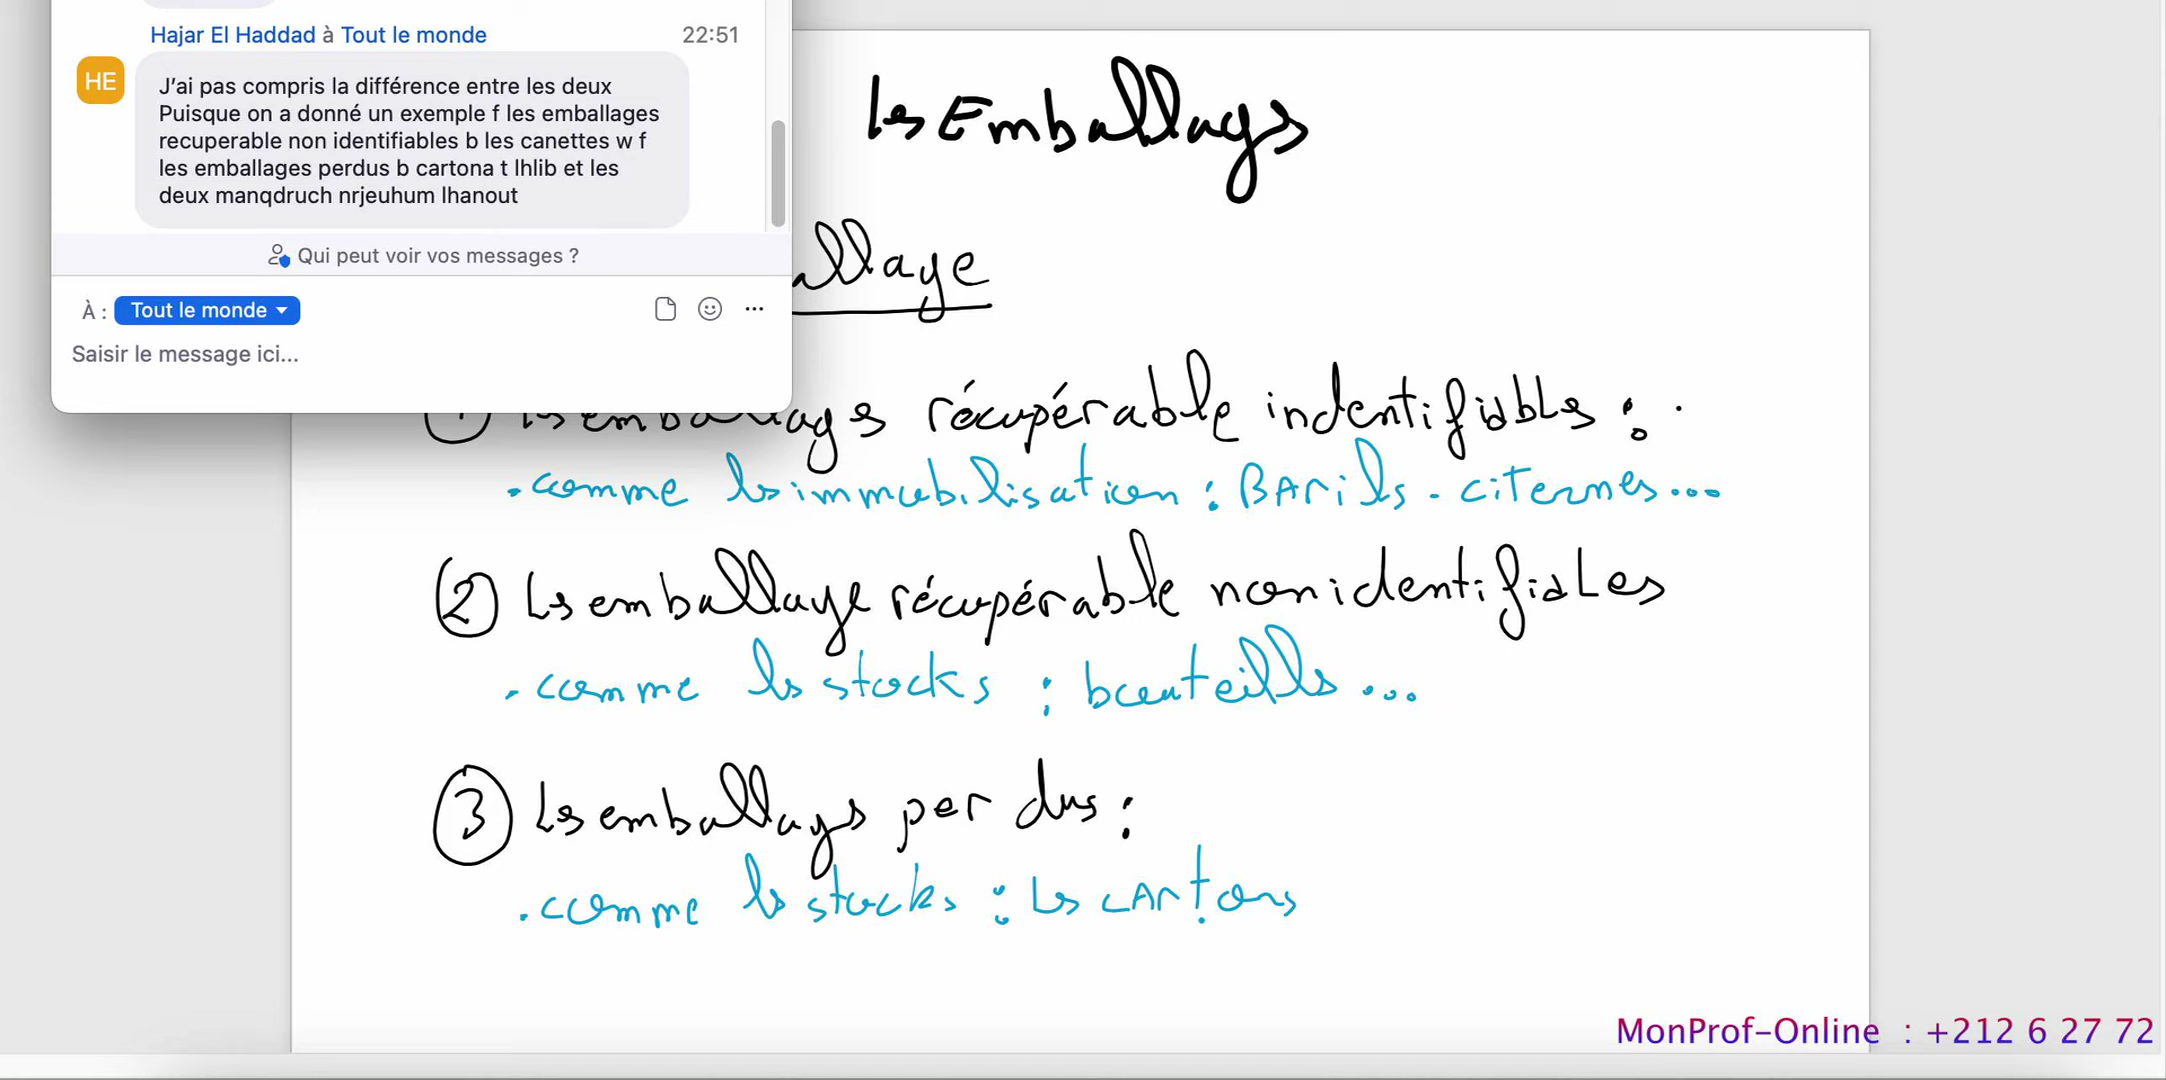 Hajar El Haddad à Tout le monde 22:51
HE
J'ai pas compris la différence entre les deux
Puisque on a donné un exemple f les emballages
recuperable non identifiables b les canettes w f
les emballages perdus b cartona t lhlib et les
deux manqdruch nrjeuhum lhanout
Qui peut voir vos messages ?
À : Tout le monde
Saisir le message ici...
les Emballages
allage
① les emballages récupérable indentifiables :
. comme les immobilisation : BARils - citernes...
② Les emballage récupérable non identifiables
. comme les stocks : bouteilles ...
③ Les emballages perdus :
. comme les stocks : les cartons
MonProf-Online : +212 6 27 72